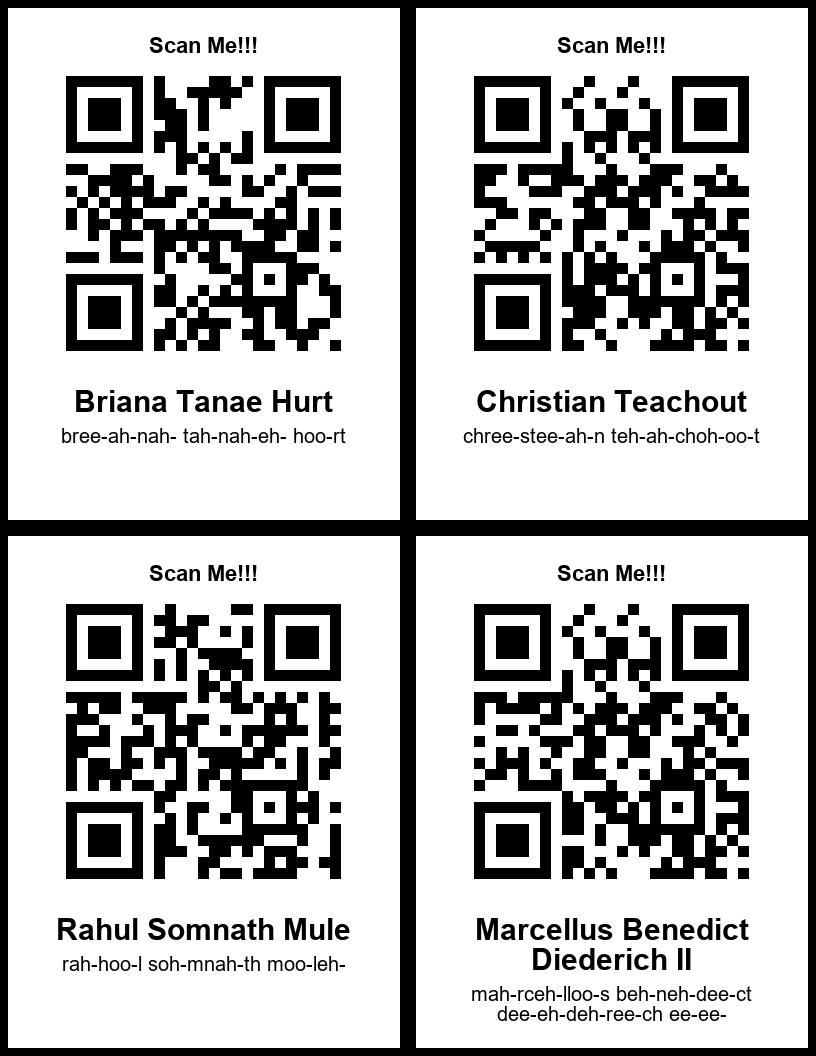 Scan Me!!!
Briana Tanae Hurt
bree-ah-nah- tah-nah-eh- hoo-rt
Scan Me!!!
Christian Teachout
chree-stee-ah-n teh-ah-choh-oo-t
Scan Me!!!
Rahul Somnath Mule
rah-hoo-l soh-mnah-th moo-leh-
Scan Me!!!
Marcellus Benedict
Diederich II
mah-rceh-lloo-s beh-neh-dee-ct
dee-eh-deh-ree-ch ee-ee-